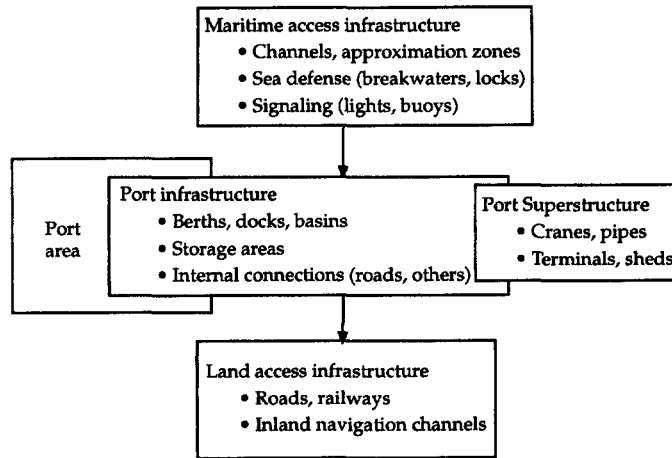 Maritime access infrastructure
• Channels, approximation zones
• Sea defense (breakwaters, locks)
• Signaling (lights, buoys)
Port
area
Port infrastructure
• Berths, docks, basins
• Storage areas
• Internal connections (roads, others)
Port Superstructure
• Cranes, pipes
• Terminals, sheds
Land access infrastructure
• Roads, railways
• Inland navigation channels